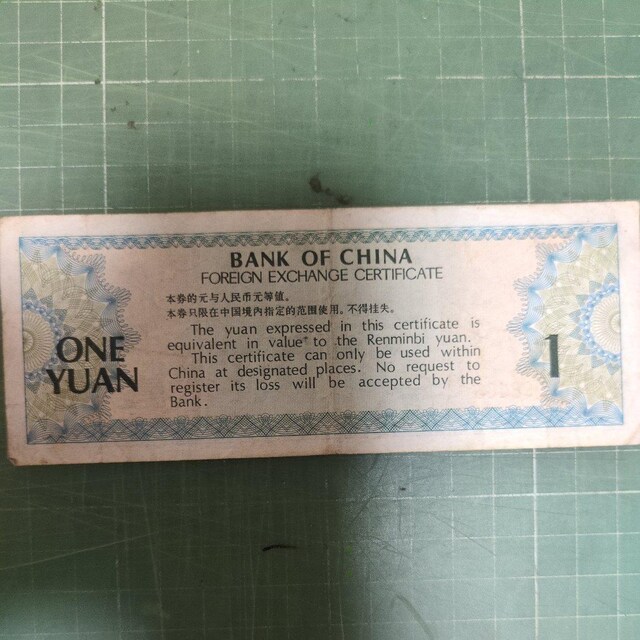 BANK OF CHINA
FOREIGN EXCHANGE CERTIFICATE
本券的元与人民币元等值。
本券只限在中国境内指定的范围使用。不得挂失。
The yuan expressed in this certificate is
equivalent in value to the Renminbi yuan.
This certificate can only be used within
China at designated places. No request to
register its loss will be accepted by the
Bank.
ONE
YUAN
1